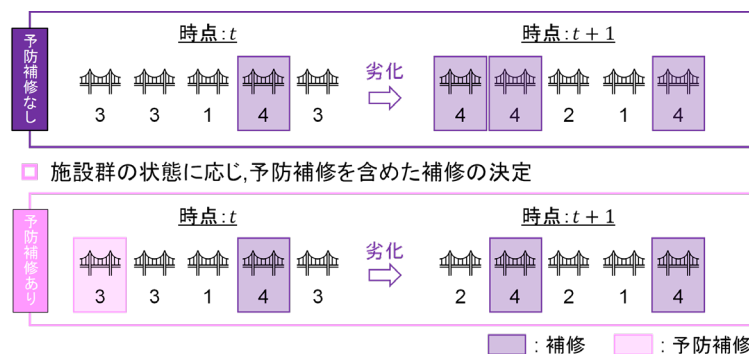 予防補修なし
時点:t
時点:t + 1
劣化
3 3 1 4 3
4 4 2 1 4
施設群の状態に応じ,予防補修を含めた補修の決定
予防補修あり
時点:t
時点:t + 1
劣化
3 3 1 4 3
2 4 2 1 4
:補修
:予防補修